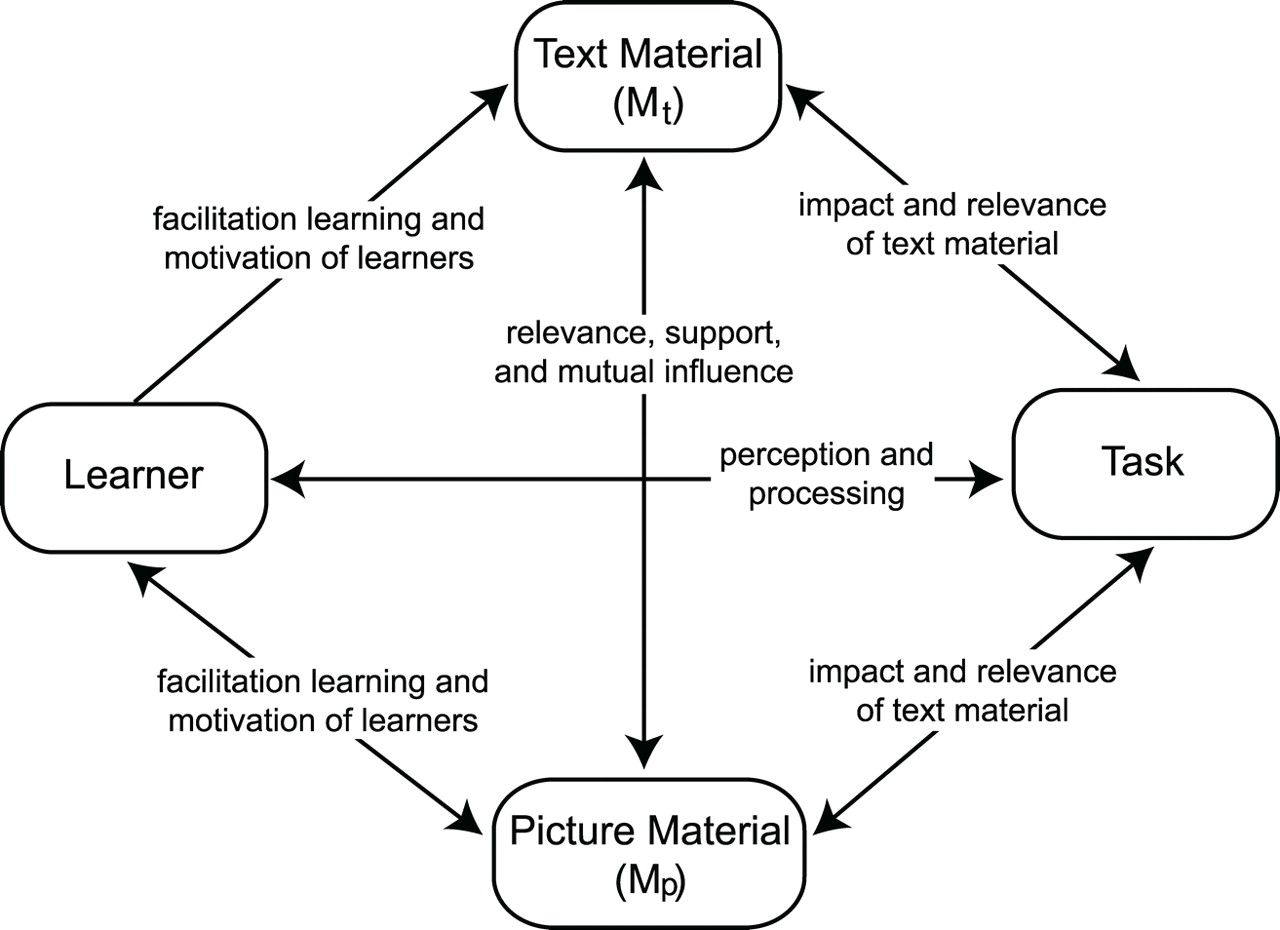 Text Material
(Mt)
facilitation learning and
motivation of learners
impact and relevance
of text material
relevance, support,
and mutual influence
Learner
perception and
processing
Task
facilitation learning and
motivation of learners
impact and relevance
of text material
Picture Material
(Mp)